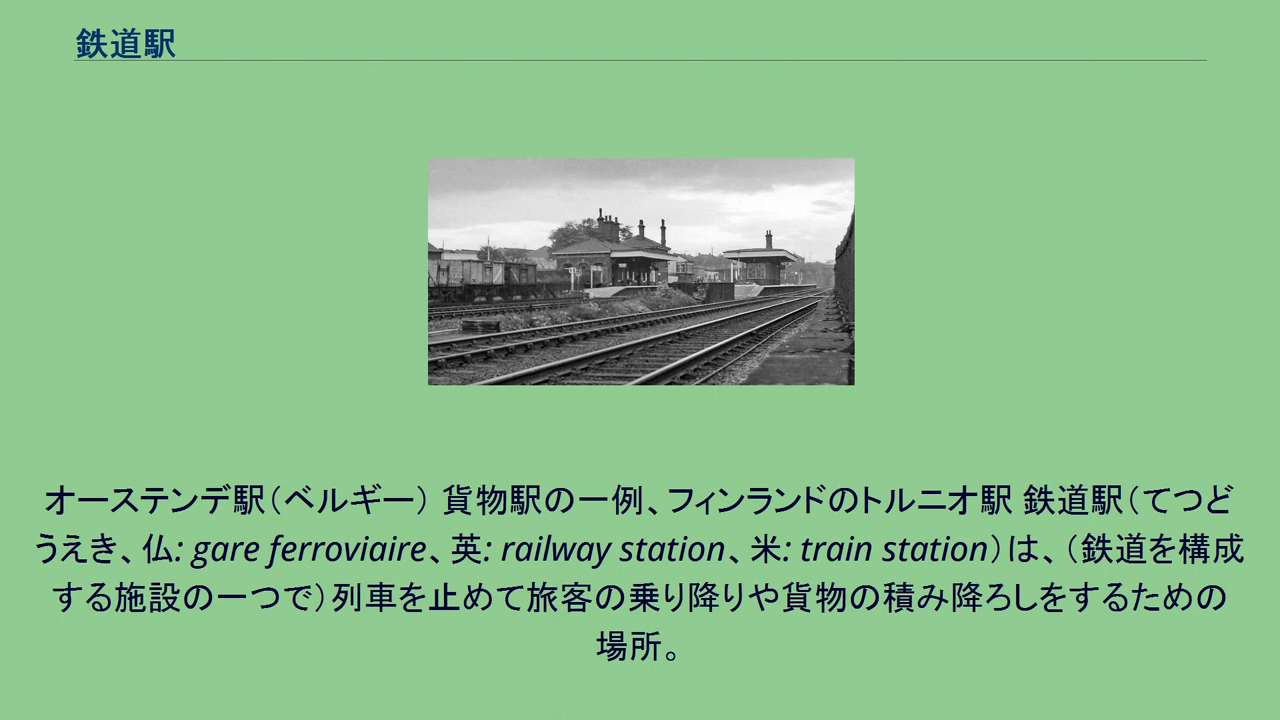 鉄道駅
オーステンデ駅（ベルギー） 貨物駅の一例、フィンランドのトルニオ駅 鉄道駅（てつど
うえき、仏: gare ferroviaire、英: railway station、米: train station）は、（鉄道を構成
する施設の一つで）列車を止めて旅客の乗り降りや貨物の積み降ろしをするための
場所。